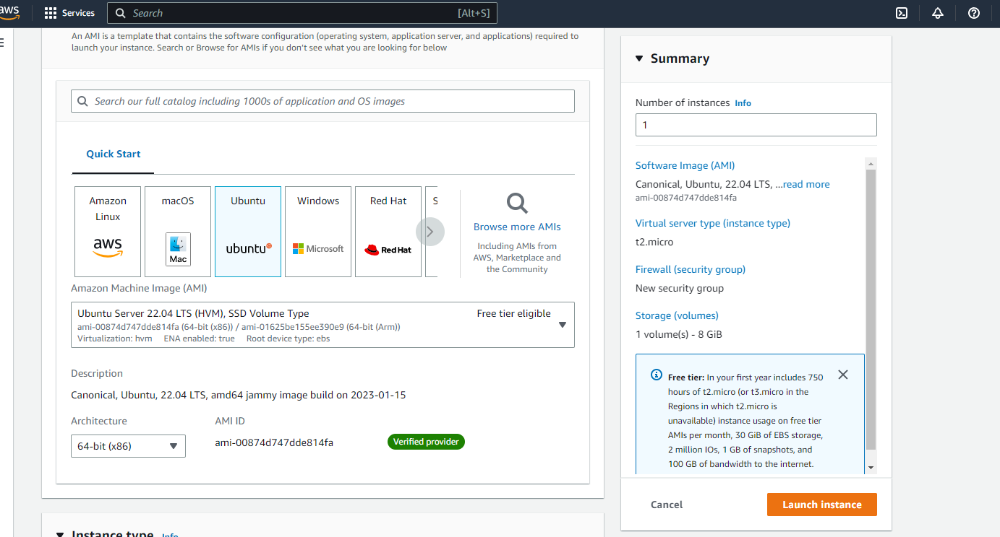 aws
Services
Search
[Alt+S]
An AMI is a template that contains the software configuration (operating system, application server, and applications) required to
launch your instance. Search or Browse for AMIs if you don't see what you are looking for below
Search our full catalog including 1000s of application and OS images
Quick Start
Amazon
Linux
aws
macOS
Mac
Ubuntu
ubuntu
Windows
Microsoft
Red Hat
Red Hat
S
Browse more AMIs
Including AMIs from
AWS, Marketplace and
the Community
Amazon Machine Image (AMI)
Ubuntu Server 22.04 LTS (HVM), SSD Volume Type
Free tier eligible
ami-00874d747dde814fa (64-bit (x86)) / ami-01625be155ee390e9 (64-bit (Arm))
Virtualization: hvm ENA enabled: true Root device type: ebs
Description
Canonical, Ubuntu, 22.04 LTS, amd64 jammy image build on 2023-01-15
Architecture
AMI ID
64-bit (x86)
ami-00874d747dde814fa
Verified provider
Instance type Info
Summary
Number of instances Info
1
Software Image (AMI)
Canonical, Ubuntu, 22.04 LTS, ...read more
ami-00874d747dde814fa
Virtual server type (instance type)
t2.micro
Firewall (security group)
New security group
Storage (volumes)
1 volume(s) - 8 GiB
Free tier: In your first year includes 750
hours of t2.micro (or t3.micro in the
Regions in which t2.micro is
unavailable) instance usage on free tier
AMIs per month, 30 GiB of EBS storage,
2 million IOs, 1 GB of snapshots, and
100 GB of bandwidth to the internet.
Cancel
Launch instance